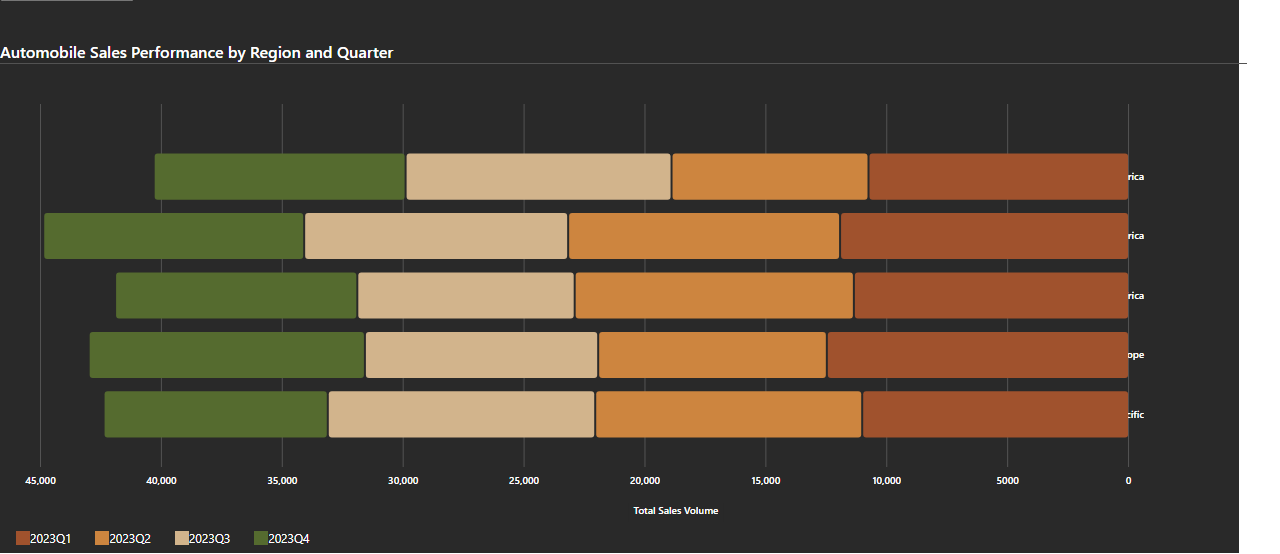 Automobile Sales Performance by Region and Quarter
rica
rica
rica
ope
cific
45,000 40,000 35,000 30,000 25,000 20,000 15,000 10,000 5000 0
Total Sales Volume
2023Q1 2023Q2 2023Q3 2023Q4